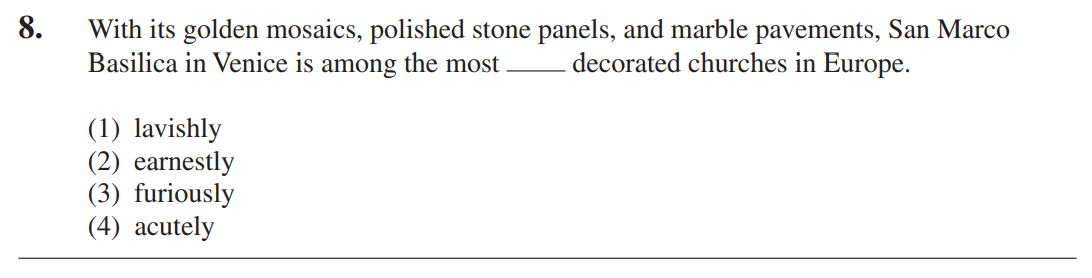 8. With its golden mosaics, polished stone panels, and marble pavements, San Marco
Basilica in Venice is among the most ____ decorated churches in Europe.
(1) lavishly
(2) earnestly
(3) furiously
(4) acutely